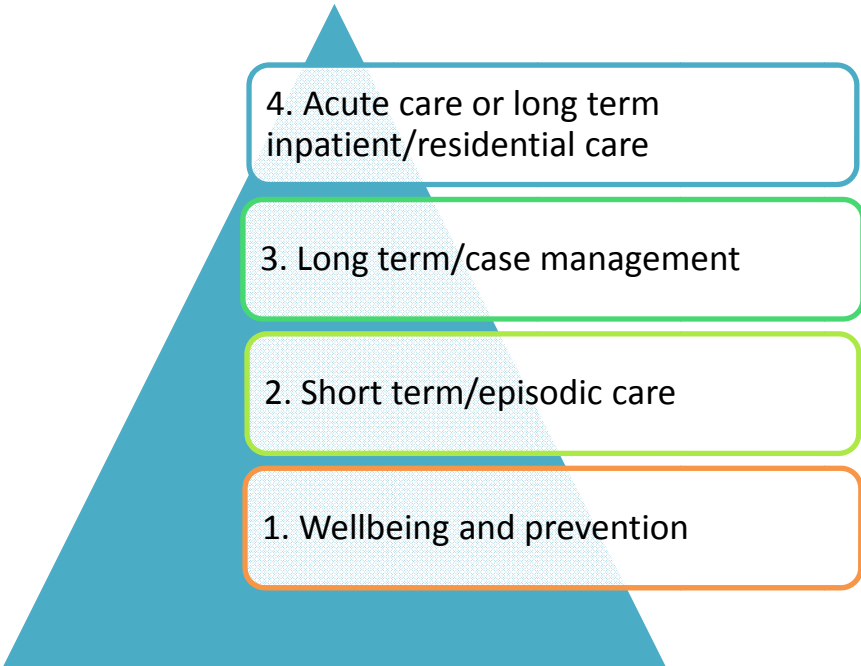 4. Acute care or long term
inpatient/residential care
3. Long term/case management
2. Short term/episodic care
1. Wellbeing and prevention